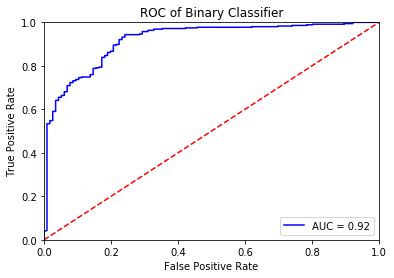 ROC of Binary Classifier
True Positive Rate
1.0
0.8
0.6
0.4
0.2
0.0
AUC = 0.92
0.0 0.2 0.4 0.6 0.8 1.0
False Positive Rate